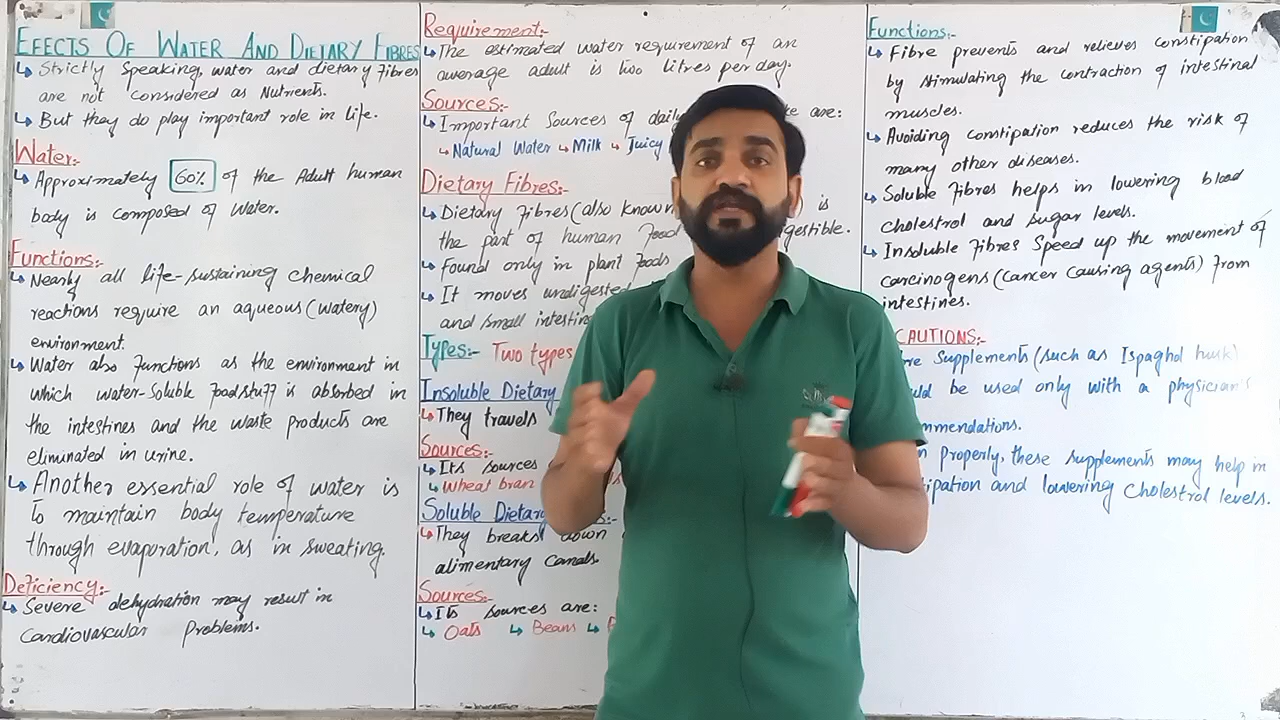 EFECTS OF WATER AND DIETARY FIBRES
Strictly Speaking, water and dietary Fibres
are not considered as Nutrients.
But they do play important role in life.
Water:-
Approximately 60% of the Adult human
body is composed of Water.
Functions:-
Nearly all life-sustaining chemical
reactions require an aqueous (watery)
environment.
Water also Functions as the environment in
which water-Soluble Foodstuff is absorbed in
the intestines and the waste products are
eliminated in urine.
Another essential role of water is
To maintain body temperature
through evaporation, as in sweating.
Deficiency:-
Severe dehydration may result in
Cardiovascular Problems.
Requirement:-
The estimated water requirement of an
average adult is two litres per day.
Sources:-
Important Sources of daily are:
Natural Water Milk Juicy
Dietary Fibres:-
Dietary Fibres (also known is
the part of human Food
Found only in plant Foods
It moves undigested
and small
Types:- Two types
Insoluble Dietary
They travels
Sources:-
Its sources
Wheat bran
Soluble Dietary
They breaks down
alimentary Canals.
Sources:-
Its sources are:
Oats Beans
Functions:-
Fibre prevents and relieves constipation
by stimulating the contraction of intestinal
muscles.
Avoiding constipation reduces the risk of
many other diseases.
Soluble Fibres helps in lowering blood
cholestrol and sugar levels.
Insoluble Fibres Speed up the movement of
carcinogens (cancer causing agents) From
intestines.
CAUTIONS:-
Supplements (such as Ispaghol husk)
be used only with a physician's
properly, these supplements may help in
and lowering Cholestrol levels.